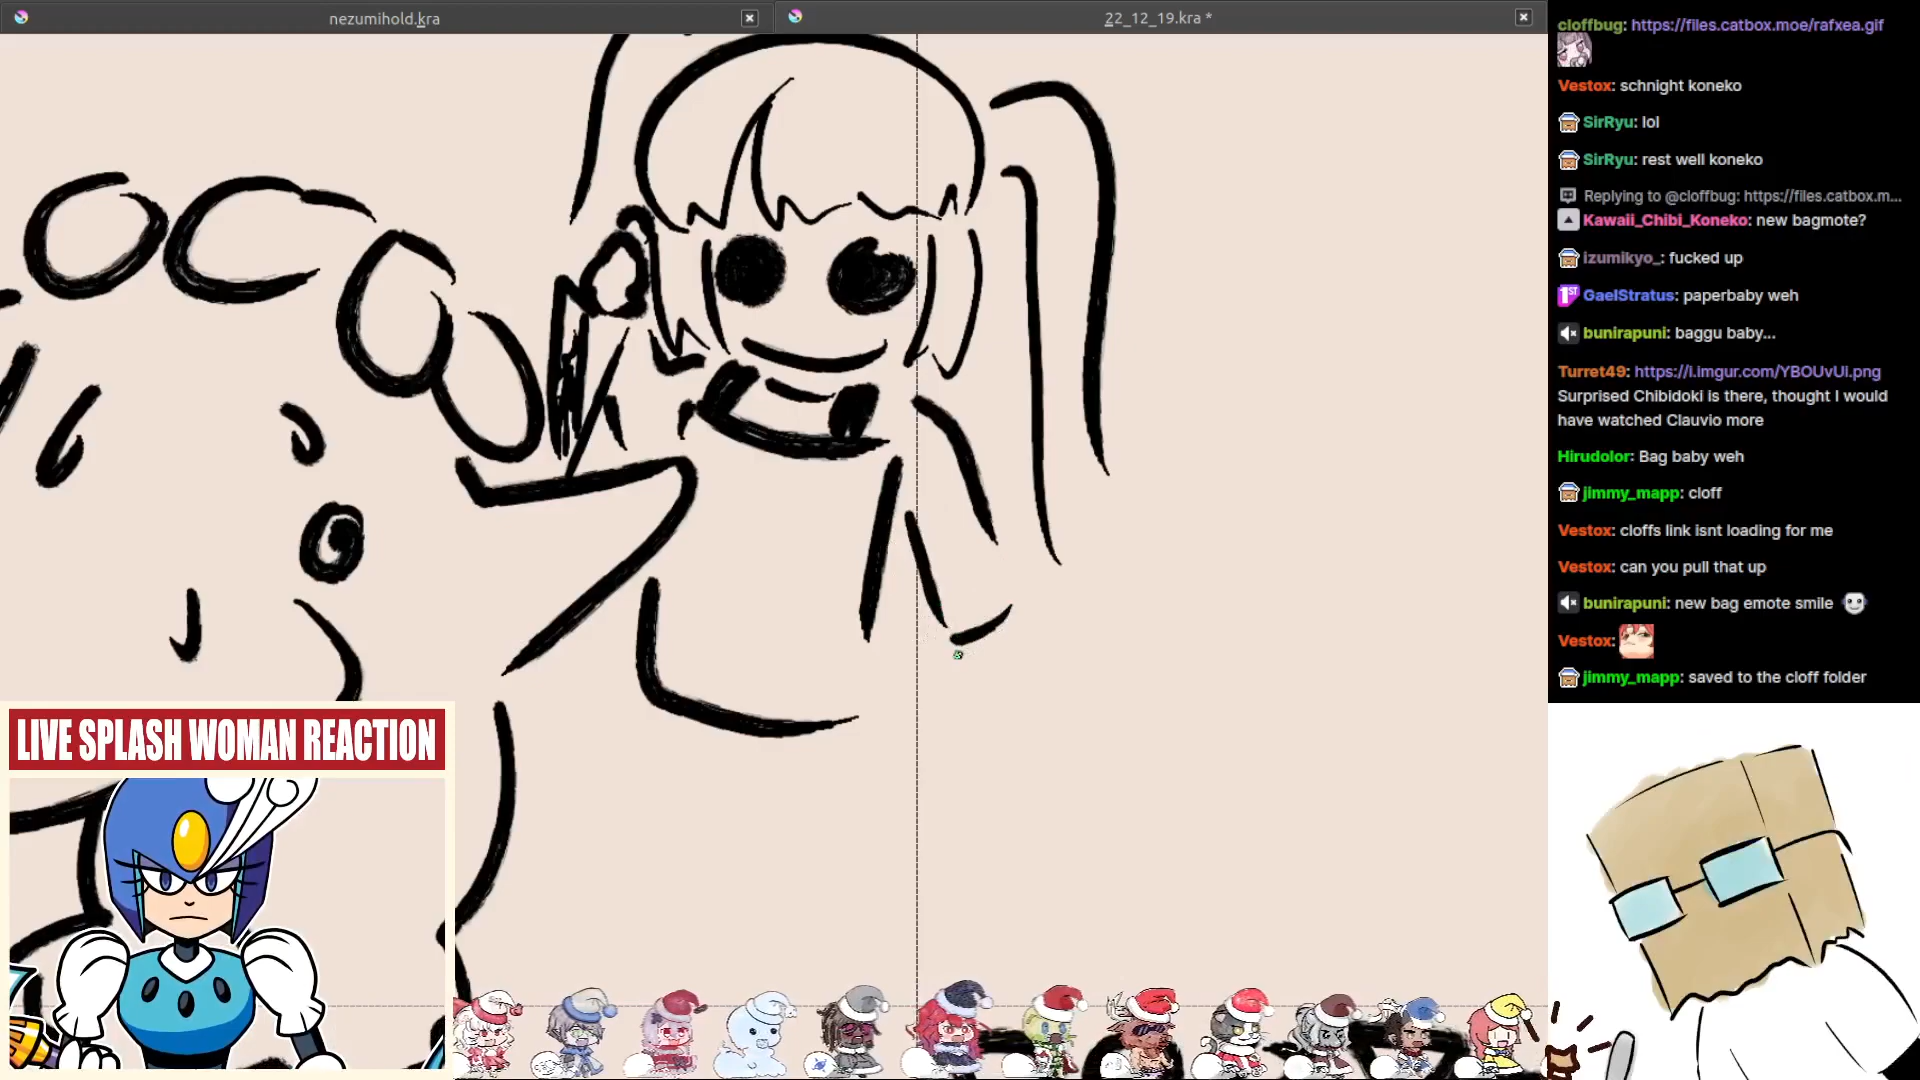 nezumihold.kra
22_12_19.kra *
cloffbug: https://files.catbox.moe/rafxea.gif
Vestox: schnight koneko
SirRyu: lol
SirRyu: rest well koneko
Replying to @cloffbug: https://files.catbox.m...
Kawaii_Chibi_Koneko: new bagmote?
izumikyo_: fucked up
1ST GaelStratus: paperbaby weh
bunirapuni: baggu baby...
Turret49: https://i.imgur.com/YBOUvUI.png
Surprised Chibidoki is there, thought I would
have watched Clauvio more
Hirudolor: Bag baby weh
jimmy_mapp: cloff
Vestox: cloffs link isnt loading for me
Vestox: can you pull that up
bunirapuni: new bag emote smile
Vestox:
jimmy_mapp: saved to the cloff folder
LIVE SPLASH WOMAN REACTION